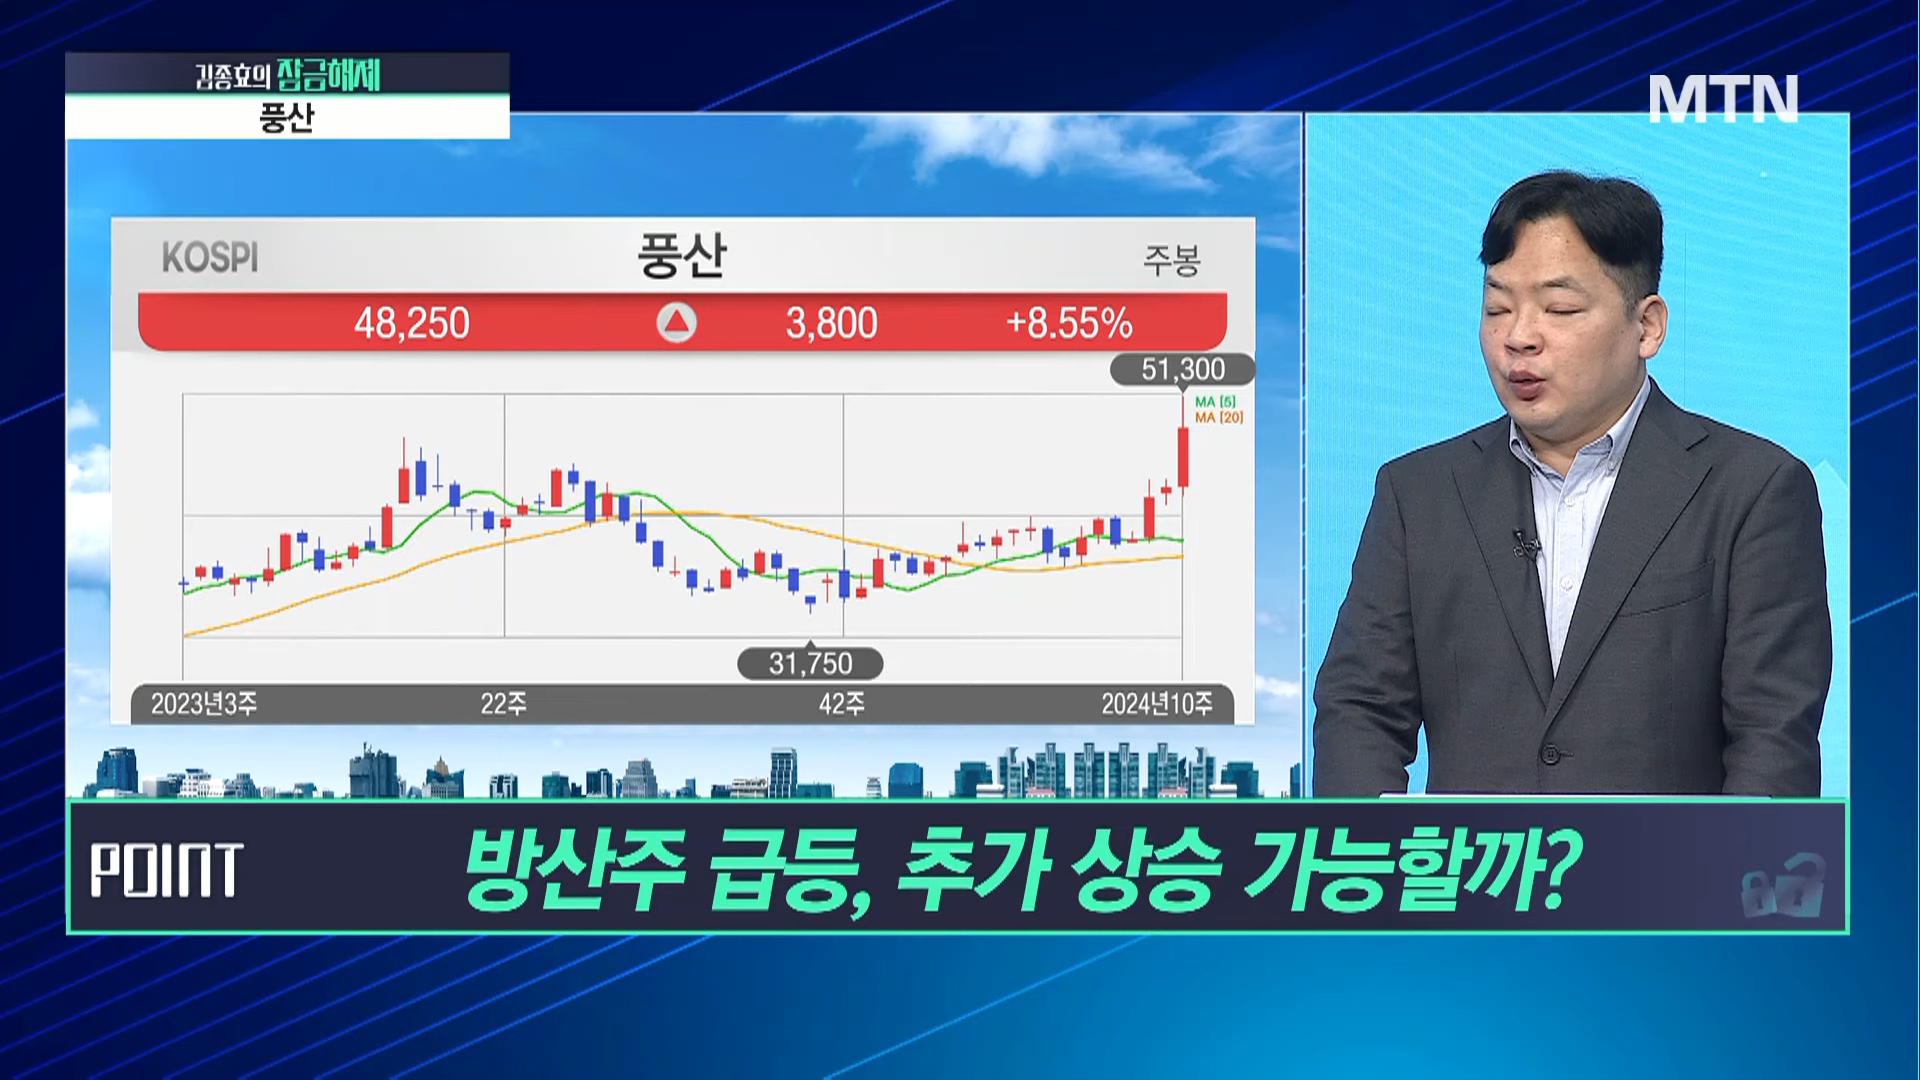 김종효의 잠금해제
풍산
MTN
KOSPI 풍산 주봉
48,250 3,800 +8.55%
51,300
MA [5]
MA [20]
31,750
2023년3주 22주 42주 2024년10주
POINT 방산주 급등, 추가 상승 가능할까?